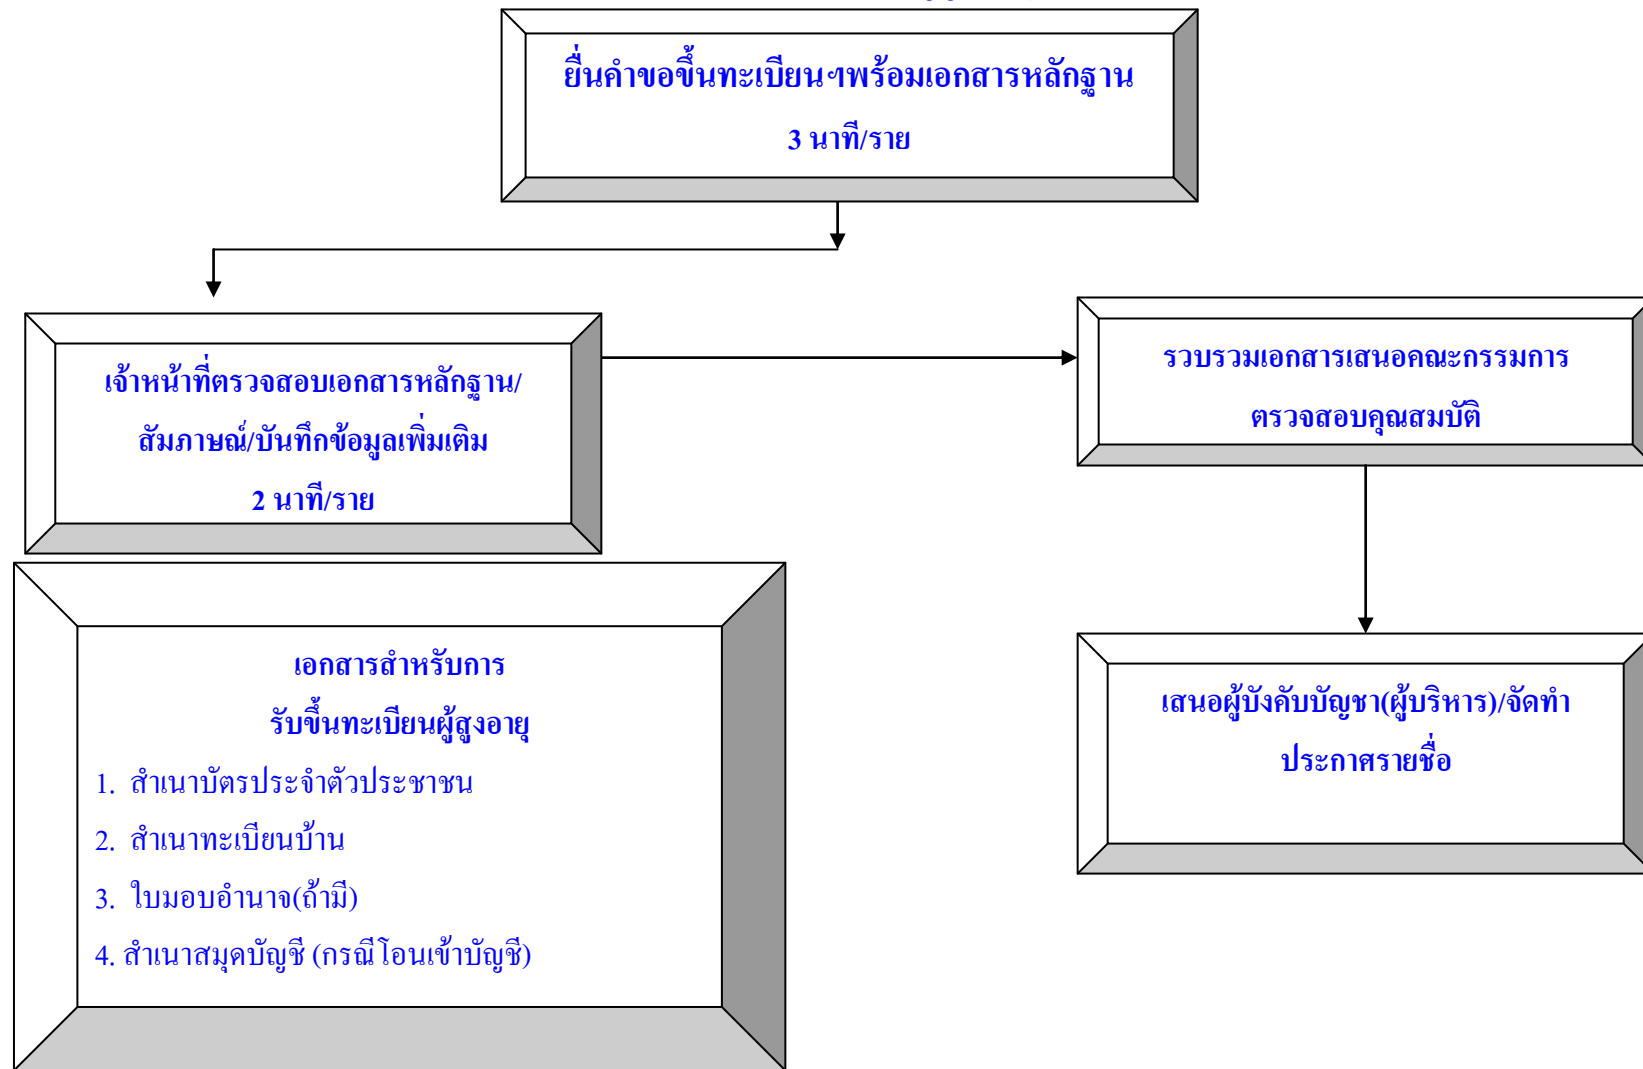 ยื่นคำขอขึ้นทะเบียนฯพร้อมเอกสารหลักฐาน
3 นาที/ราย
เจ้าหน้าที่ตรวจสอบเอกสารหลักฐาน/
สัมภาษณ์/บันทึกข้อมูลเพิ่มเติม
2 นาที/ราย
รวบรวมเอกสารเสนอคณะกรรมการ
ตรวจสอบคุณสมบัติ
เอกสารสำหรับการ
รับขึ้นทะเบียนผู้สูงอายุ
1. สำเนาบัตรประจำตัวประชาชน
2. สำเนาทะเบียนบ้าน
3. ใบมอบอำนาจ(ถ้ามี)
4. สำเนาสมุดบัญชี (กรณีโอนเข้าบัญชี)
เสนอผู้บังคับบัญชา(ผู้บริหาร)/จัดทำ
ประกาศรายชื่อ